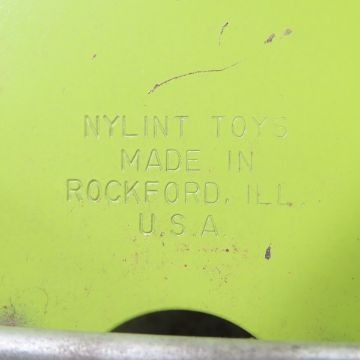 NYLINT TOYS
MADE IN
ROCKFORD, ILL.
U.S.A.